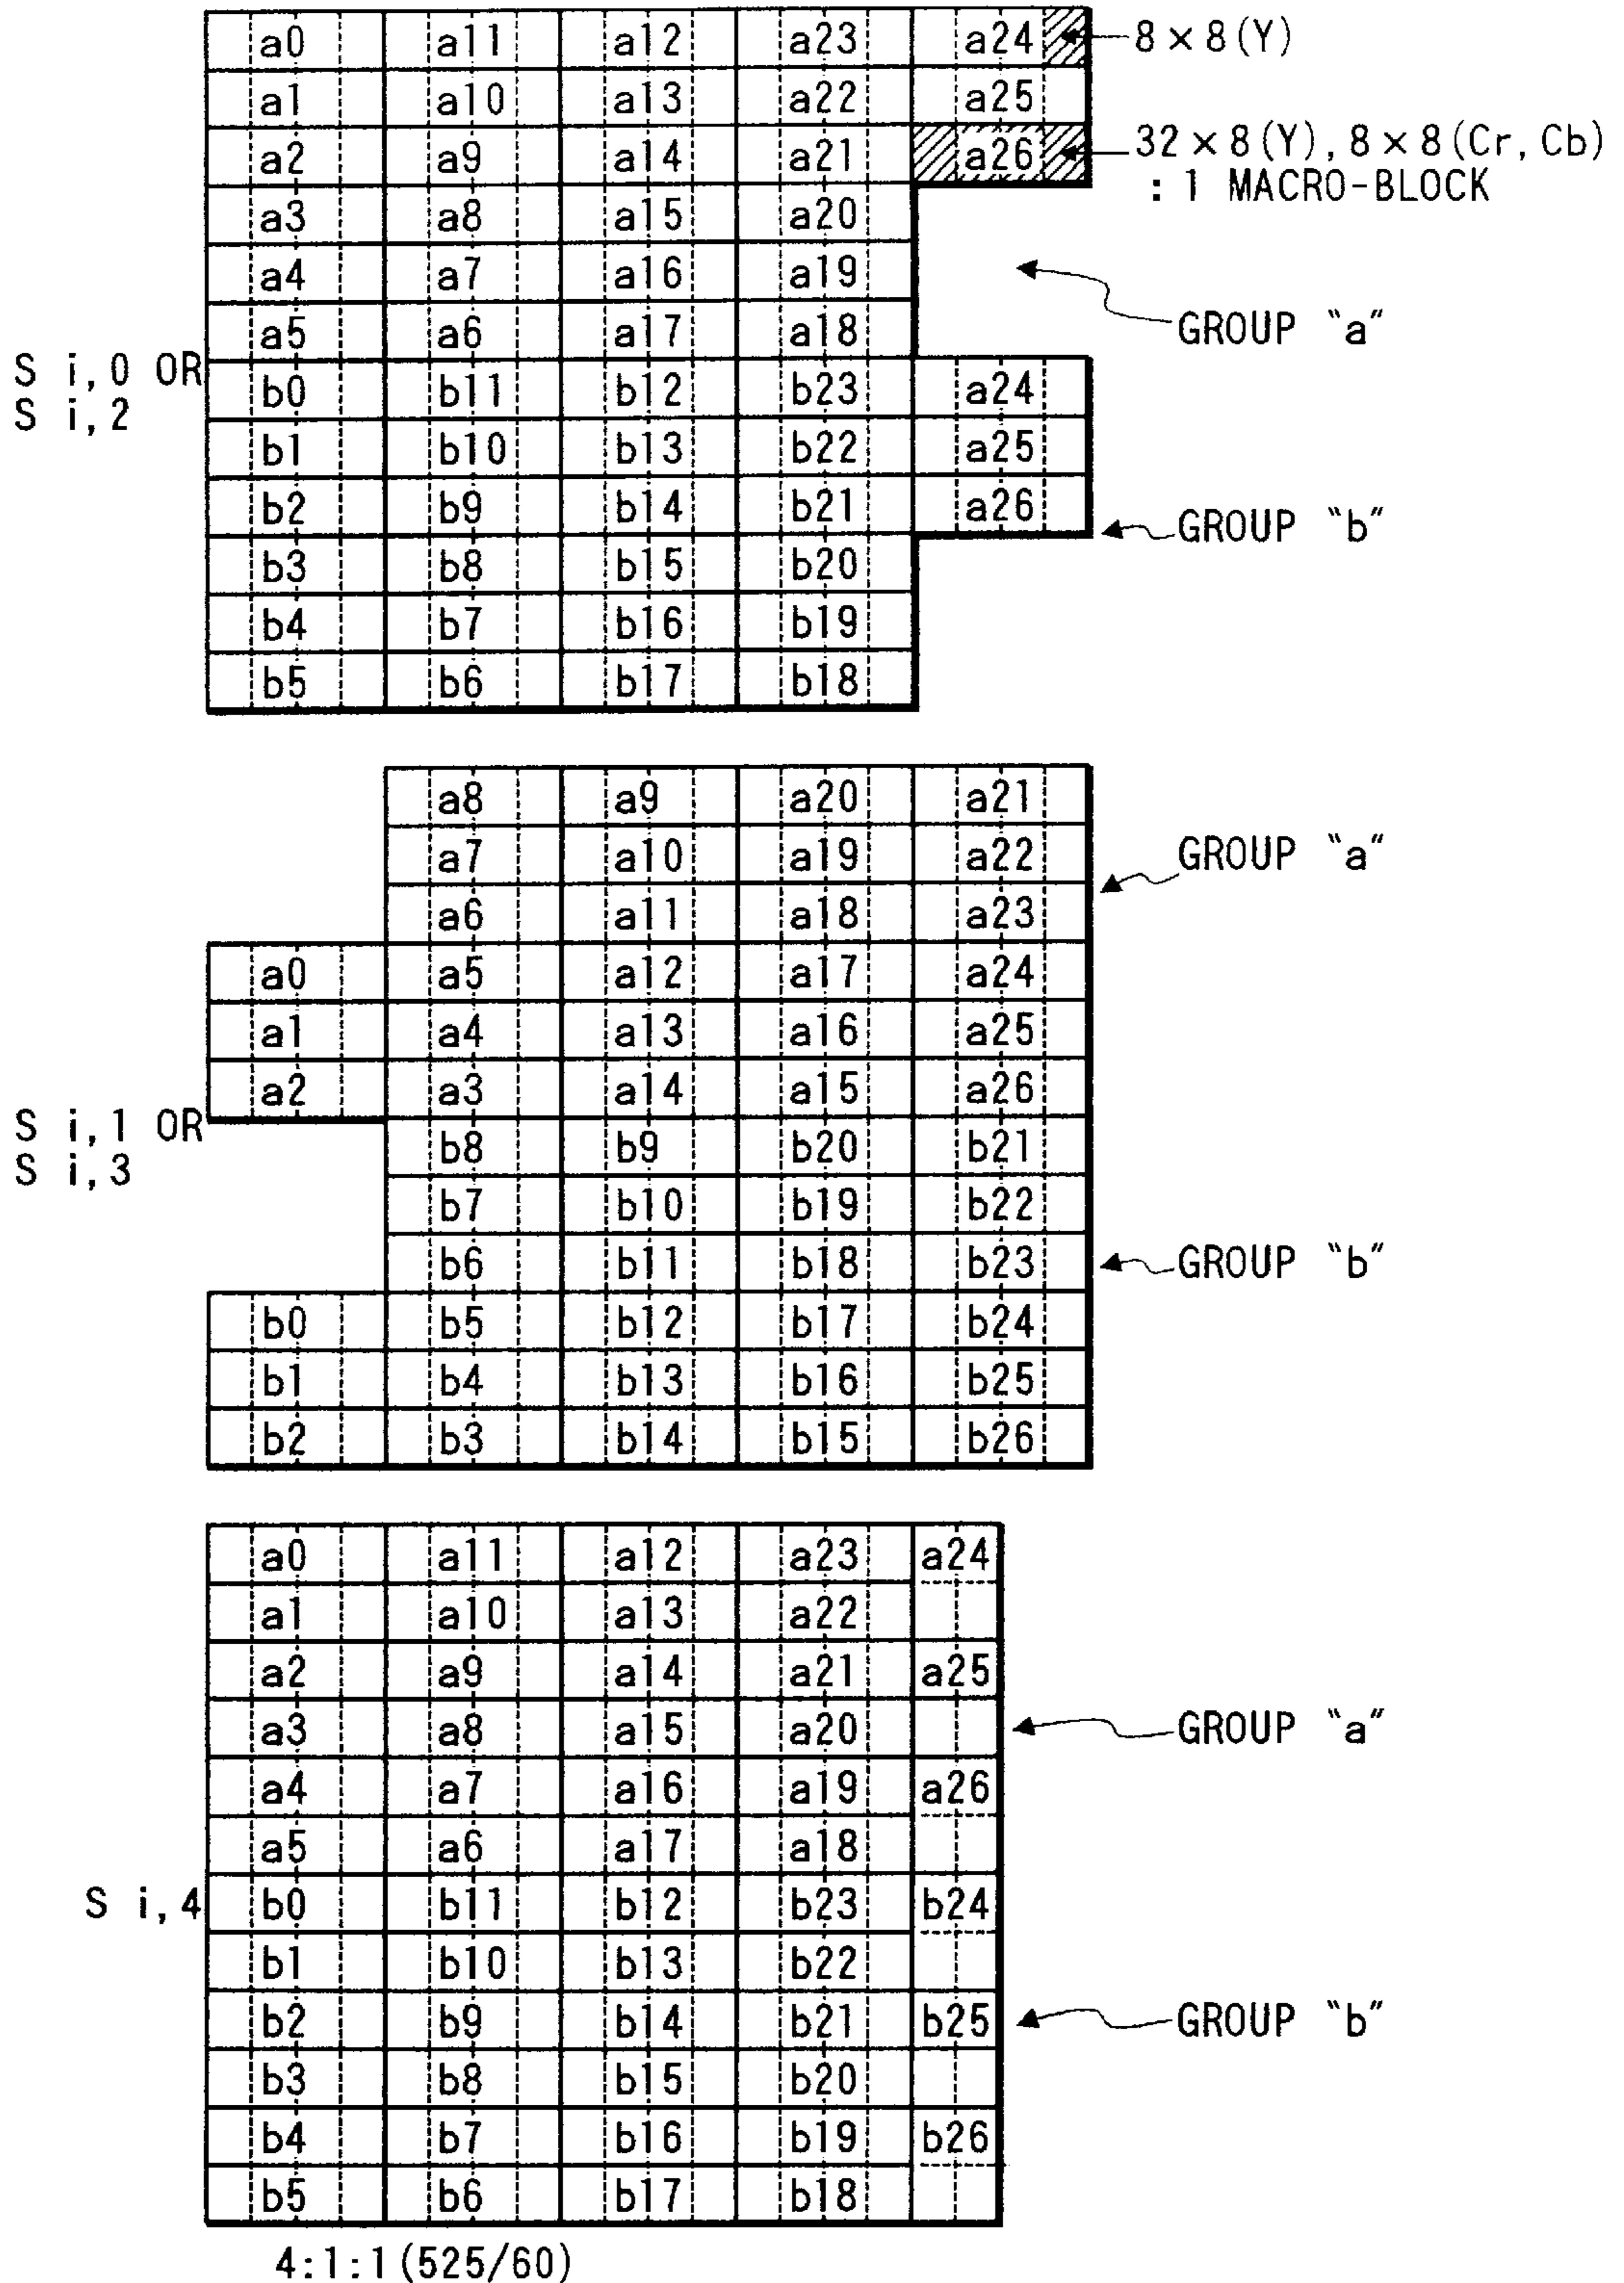 a0 a11 a12 a23 a24 8×8(Y)
a1 a10 a13 a22 a25
a2 a9 a14 a21 a26 32×8(Y),8×8(Cr,Cb)
:1 MACRO-BLOCK
a3 a8 a15 a20
a4 a7 a16 a19
a5 a6 a17 a18 GROUP "a"
S i,0 OR
S i,2
b0 b11 b12 b23 a24
b1 b10 b13 b22 a25
b2 b9 b14 b21 a26 GROUP "b"
b3 b8 b15 b20
b4 b7 b16 b19
b5 b6 b17 b18
a8 a9 a20 a21
a7 a10 a19 a22 GROUP "a"
a6 a11 a18 a23
a0 a5 a12 a17 a24
a1 a4 a13 a16 a25
a2 a3 a14 a15 a26
S i,1 OR
S i,3
b8 b9 b20 b21
b7 b10 b19 b22
b6 b11 b18 b23 GROUP "b"
b0 b5 b12 b17 b24
b1 b4 b13 b16 b25
b2 b3 b14 b15 b26
a0 a11 a12 a23 a24
a1 a10 a13 a22
a2 a9 a14 a21 a25
a3 a8 a15 a20 GROUP "a"
a4 a7 a16 a19 a26
a5 a6 a17 a18
S i,4 b0 b11 b12 b23 b24
b1 b10 b13 b22
b2 b9 b14 b21 b25 GROUP "b"
b3 b8 b15 b20
b4 b7 b16 b19 b26
b5 b6 b17 b18
4:1:1(525/60)